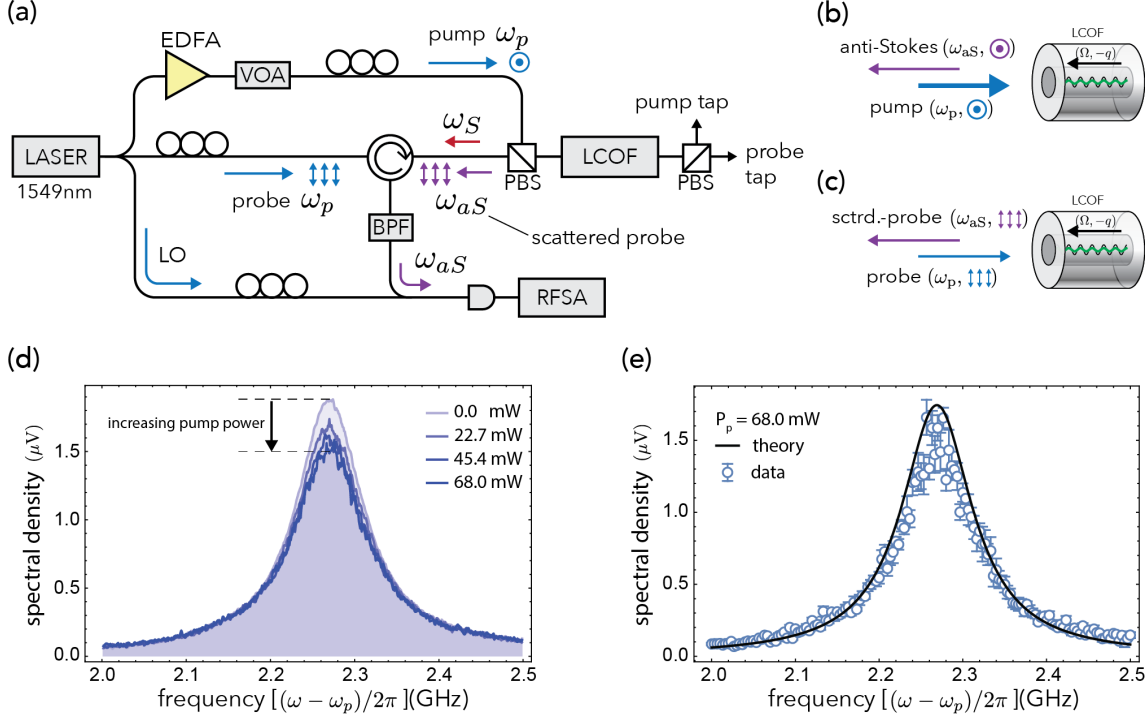 (a)
EDFA
VOA
pump ωp
LASER
1549nm
probe ωp
ωS
ωaS
scattered probe
PBS
LCOF
PBS
pump tap
probe tap
BPF
ωaS
LO
RFSA
(b)
LCOF
anti-Stokes (ωaS, ⊙)
(Ω, −q)
pump (ωp, ⊙)
(c)
LCOF
sctrd.-probe (ωaS, ↕↕↕)
(Ω, −q)
probe (ωp, ↕↕↕)
(d)
increasing pump power
0.0 mW
22.7 mW
45.4 mW
68.0 mW
spectral density (μV)
1.5
1.0
0.5
0.0
2.0 2.1 2.2 2.3 2.4 2.5
frequency [(ω − ωp)/2π](GHz)
(e)
Pp = 68.0 mW
theory
data
spectral density (μV)
1.5
1.0
0.5
0.0
2.0 2.1 2.2 2.3 2.4 2.5
frequency [(ω − ωp)/2π](GHz)